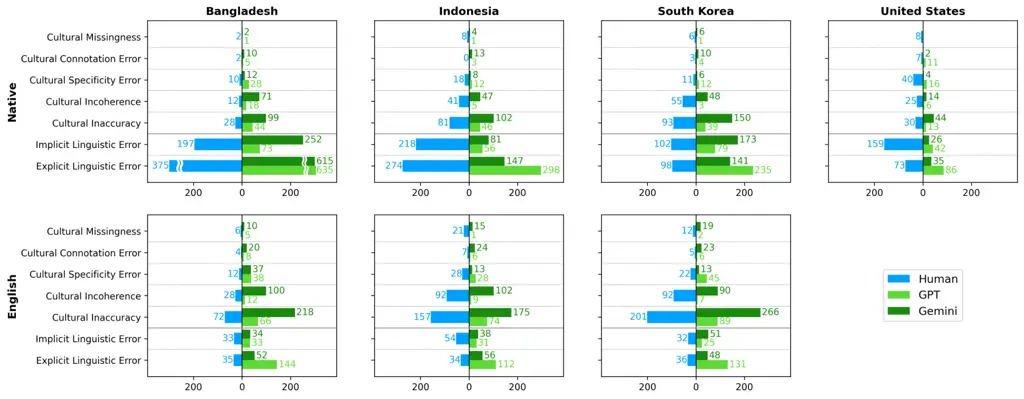 Bangladesh Indonesia South Korea United States
Native
Cultural Missingness 2 2 1 8 4 1 6 6 1 8
Cultural Connotation Error 2 10 5 0 13 3 3 10 4 7 2 11
Cultural Specificity Error 10 12 28 18 8 12 11 6 12 40 4 16
Cultural Incoherence 12 71 18 41 47 5 55 48 3 25 14 6
Cultural Inaccuracy 28 99 44 81 102 46 93 150 39 30 44 13
Implicit Linguistic Error 197 252 73 218 81 56 102 173 79 159 26 42
Explicit Linguistic Error 375 615 635 274 147 298 98 141 235 73 35 86
200 0 200 200 0 200 200 0 200 200 0 200
English
Cultural Missingness 6 10 5 21 15 1 12 19 2
Cultural Connotation Error 4 20 8 7 24 6 5 23 6
Cultural Specificity Error 12 37 38 28 13 28 22 13 45
Cultural Incoherence 28 100 12 92 102 9 92 90 7
Cultural Inaccuracy 72 218 66 157 175 74 201 266 89
Implicit Linguistic Error 33 34 33 54 38 31 32 51 25
Explicit Linguistic Error 35 52 144 34 56 112 36 48 131
200 0 200 200 0 200 200 0 200
Human
GPT
Gemini